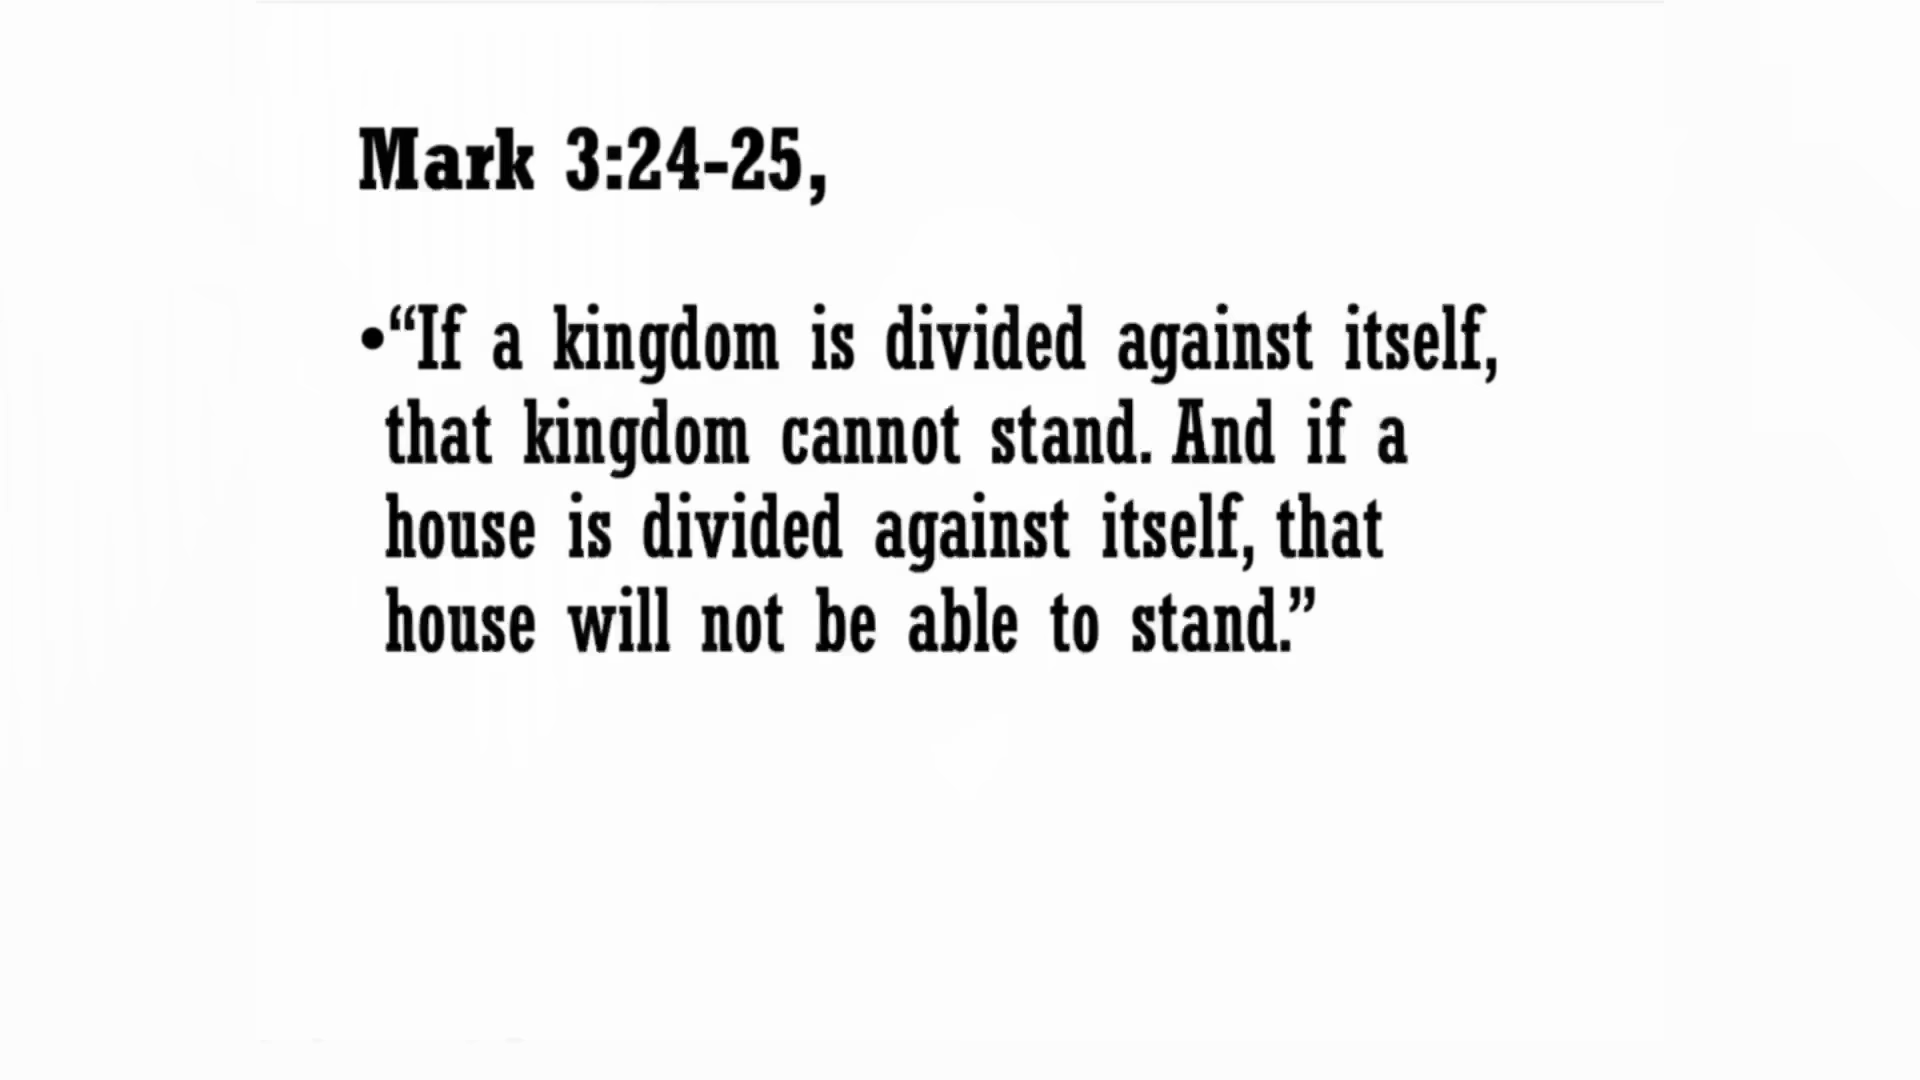 Mark 3:24-25,
•“If a kingdom is divided against itself,
that kingdom cannot stand. And if a
house is divided against itself, that
house will not be able to stand.”